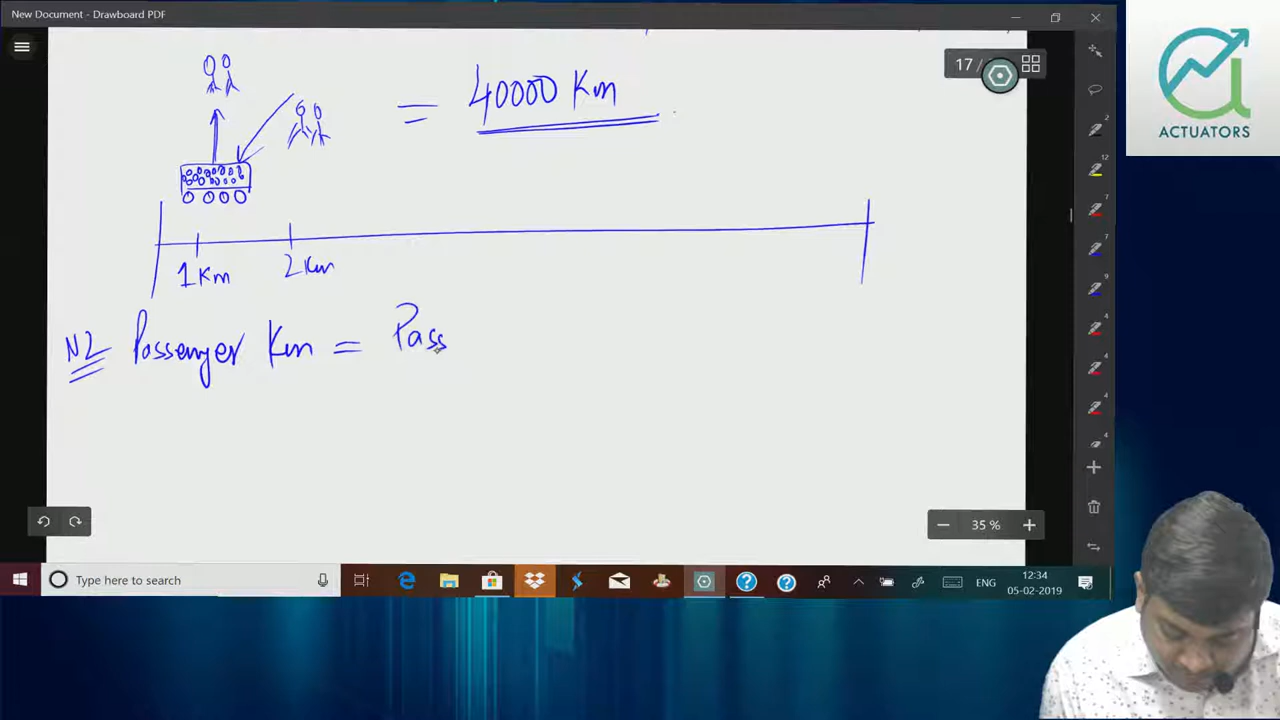 New Document - Drawboard PDF
17 /
ACTUATORS
= 40000 Km
1 Km
2 Km
N2 Passenger Km = Pass
35 %
Type here to search
ENG
12:34
05-02-2019